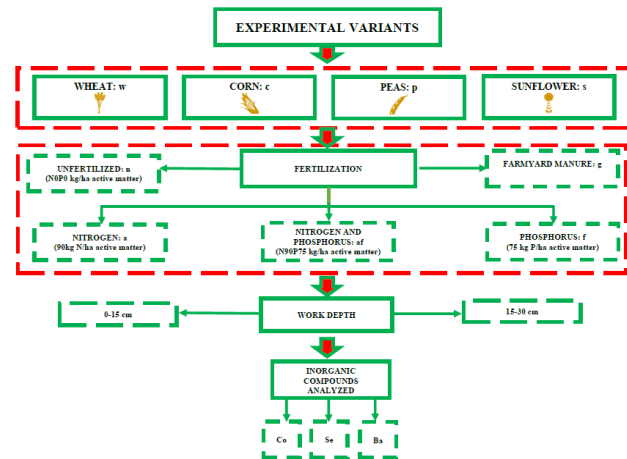 EXPERIMENTAL VARIANTS
WHEAT: w
CORN: c
PEAS: p
SUNFLOWER: s
UNFERTILIZED: n
(N0P0 kg/ha active matter)
FERTILIZATION
FARMYARD MANURE: g
NITROGEN: a
(90kg N/ha active matter)
NITROGEN AND
PHOSPHORUS: af
(N90P75 kg/ha active matter)
PHOSPHORUS: f
(75 kg P/ha active matter)
0-15 cm
WORK DEPTH
15-30 cm
INORGANIC
COMPOUNDS
ANALYZED
Co
Se
Ba